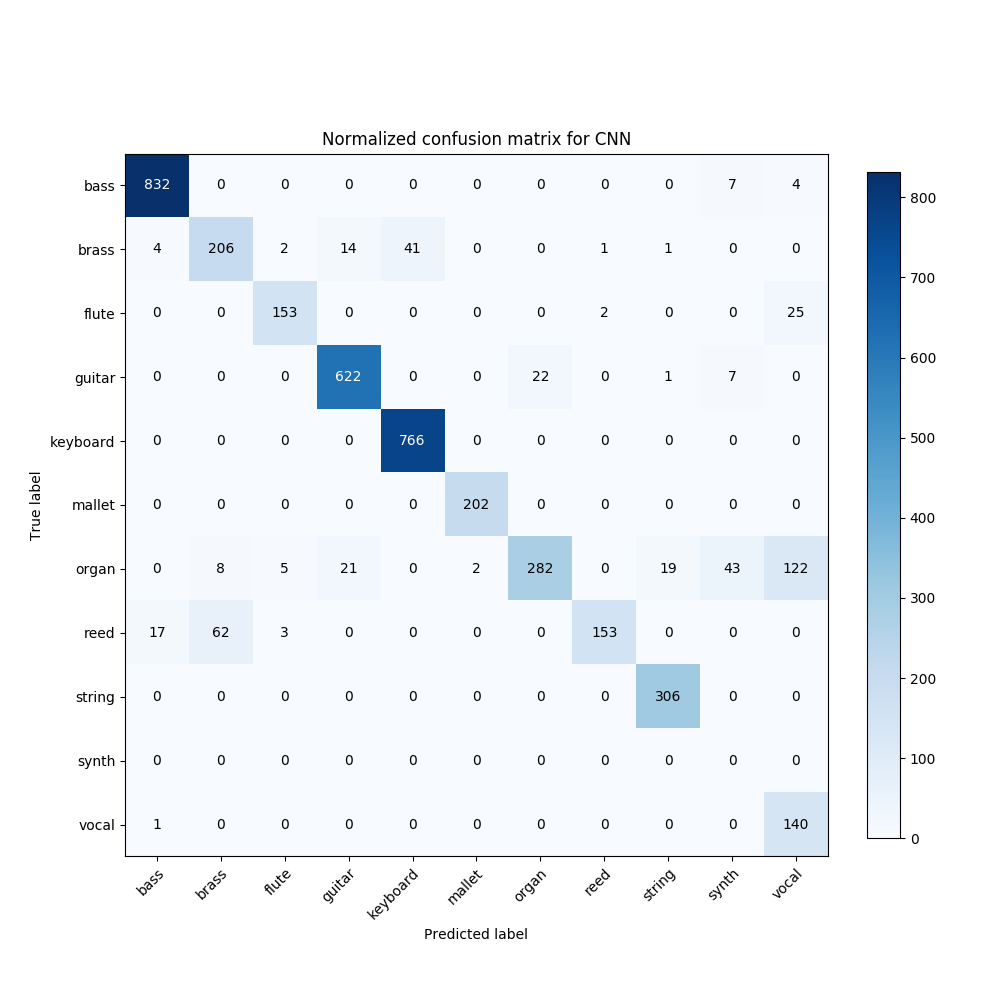 Normalized confusion matrix for CNN
bass 832 0 0 0 0 0 0 0 0 7 4
brass 4 206 2 14 41 0 0 1 1 0 0
flute 0 0 153 0 0 0 0 2 0 0 25
guitar 0 0 0 622 0 0 22 0 1 7 0
keyboard 0 0 0 0 766 0 0 0 0 0 0
mallet 0 0 0 0 0 202 0 0 0 0 0
organ 0 8 5 21 0 2 282 0 19 43 122
reed 17 62 3 0 0 0 0 153 0 0 0
string 0 0 0 0 0 0 0 0 306 0 0
synth 0 0 0 0 0 0 0 0 0 0 0
vocal 1 0 0 0 0 0 0 0 0 0 140
bass brass flute guitar keyboard mallet organ reed string synth vocal
True label
Predicted label
800
700
600
500
400
300
200
100
0